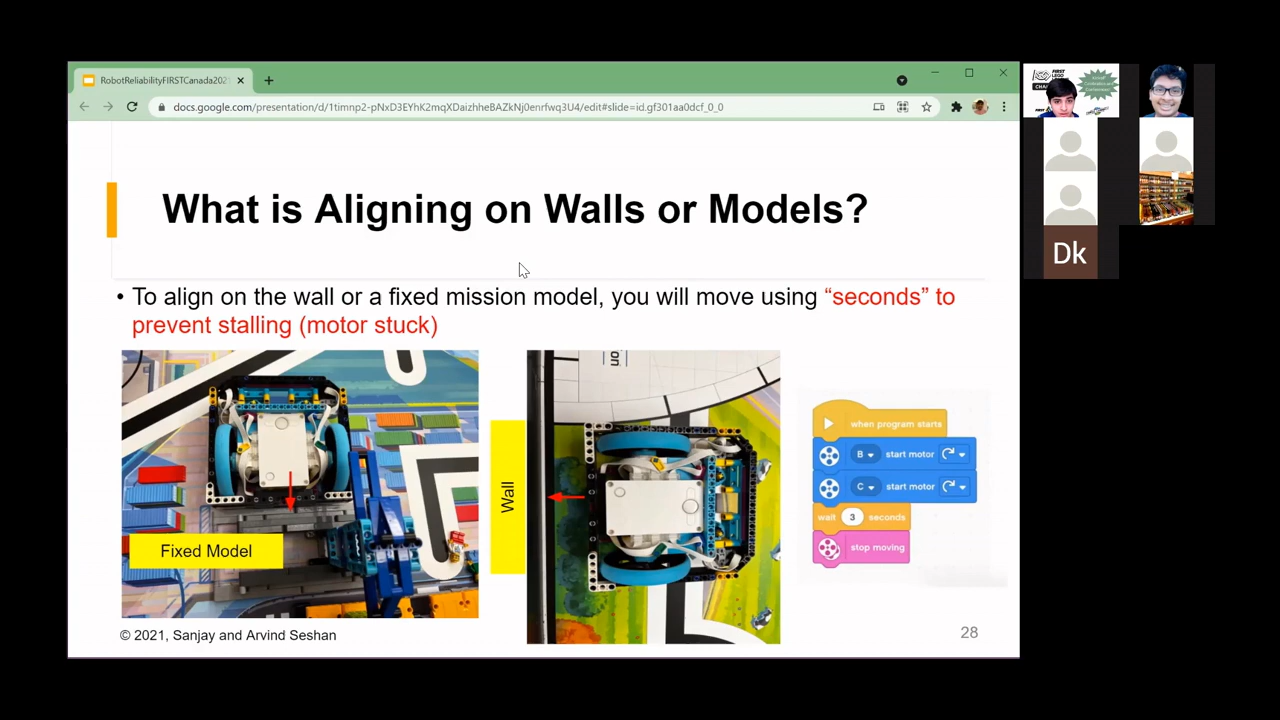 RobotReliabilityFIRSTCanada202
docs.google.com/presentation/d/1timnp2-pNxD3EYhK2mqXDaizhheBAZkNj0enrfwq3U4/edit#slide=id.gf301aa0dcf_0_0
What is Aligning on Walls or Models?
• To align on the wall or a fixed mission model, you will move using “seconds” to
prevent stalling (motor stuck)
Fixed Model
Wall
on
when program starts
B start motor
C start motor
wait 3 seconds
stop moving
© 2021, Sanjay and Arvind Seshan
28
FIRST
LEGO
Dk